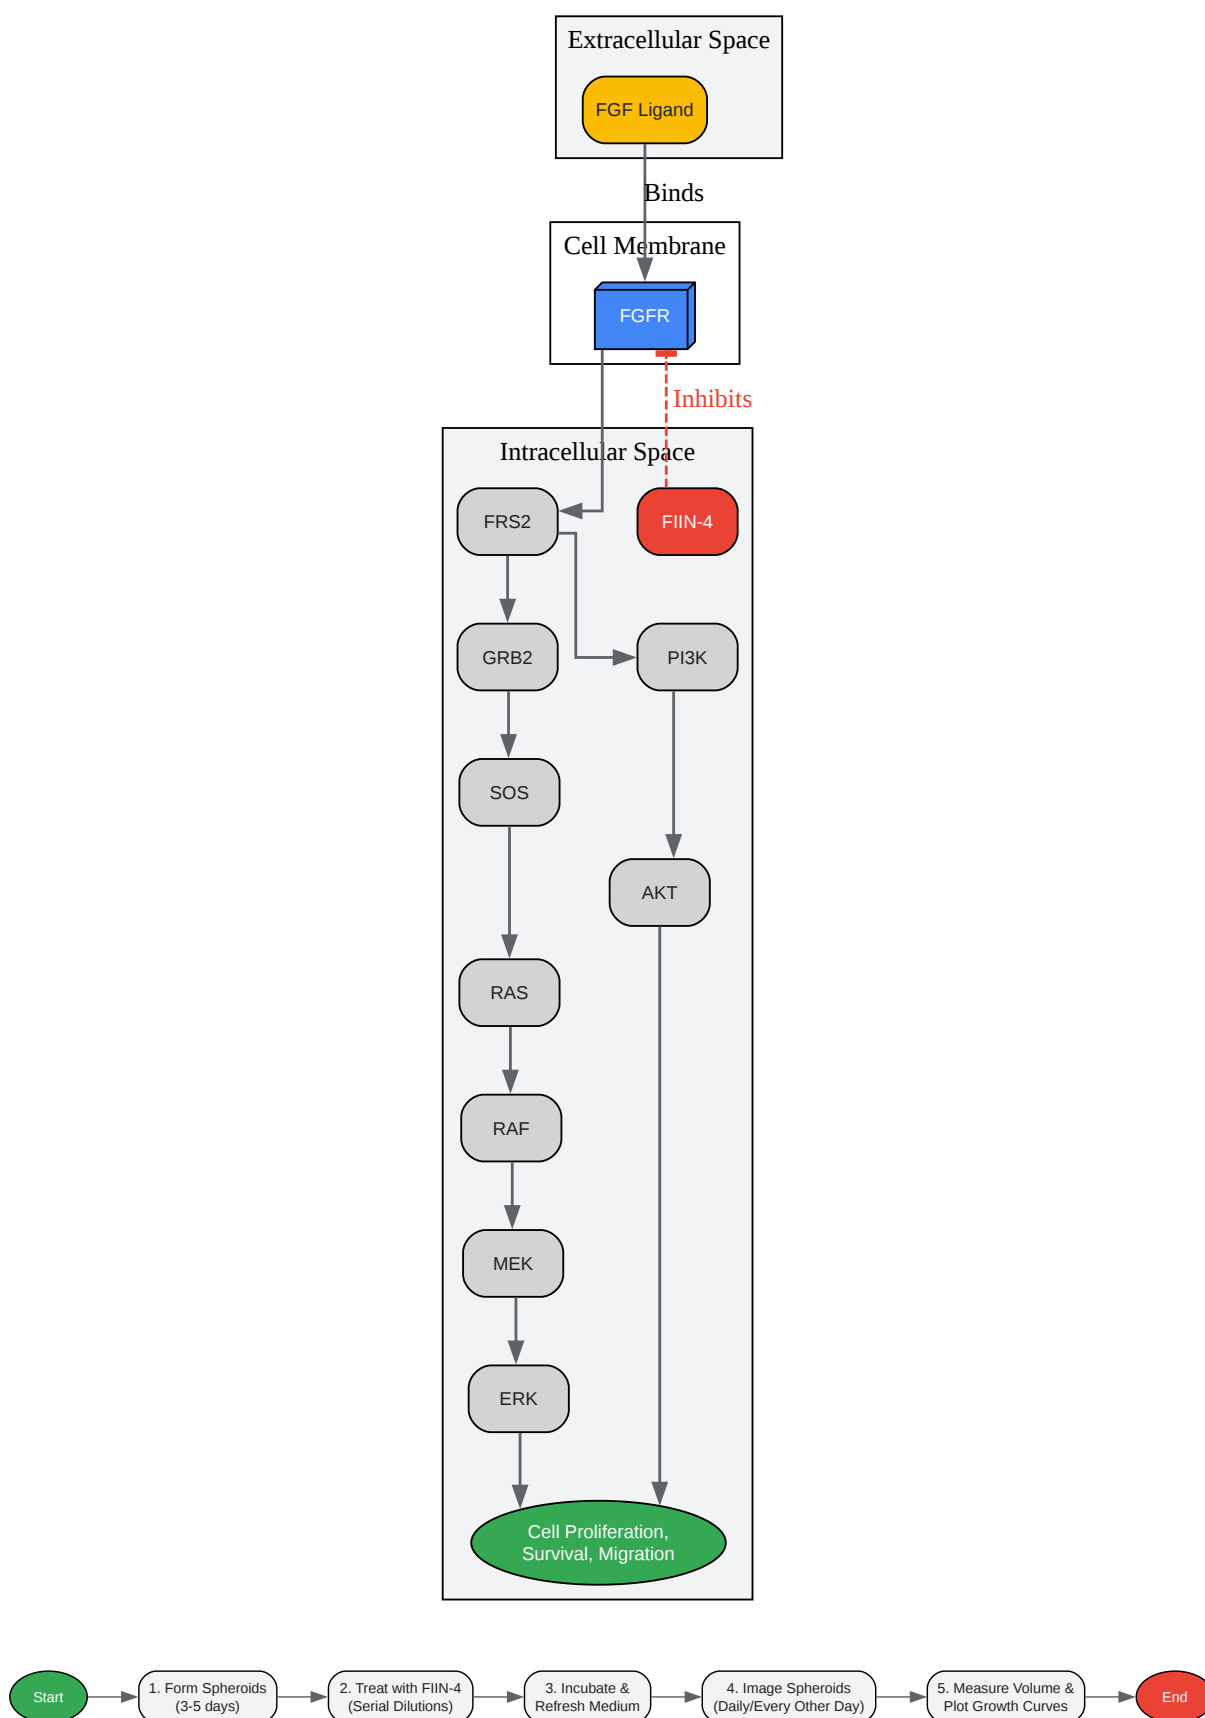 Extracellular Space
FGF Ligand
Binds
Cell Membrane
FGFR
Inhibits
Intracellular Space
FRS2
FIIN-4
GRB2
PI3K
SOS
AKT
RAS
RAF
MEK
ERK
Cell Proliferation,
Survival, Migration
Start
1. Form Spheroids
(3-5 days)
2. Treat with FIIN-4
(Serial Dilutions)
3. Incubate &
Refresh Medium
4. Image Spheroids
(Daily/Every Other Day)
5. Measure Volume &
Plot Growth Curves
End